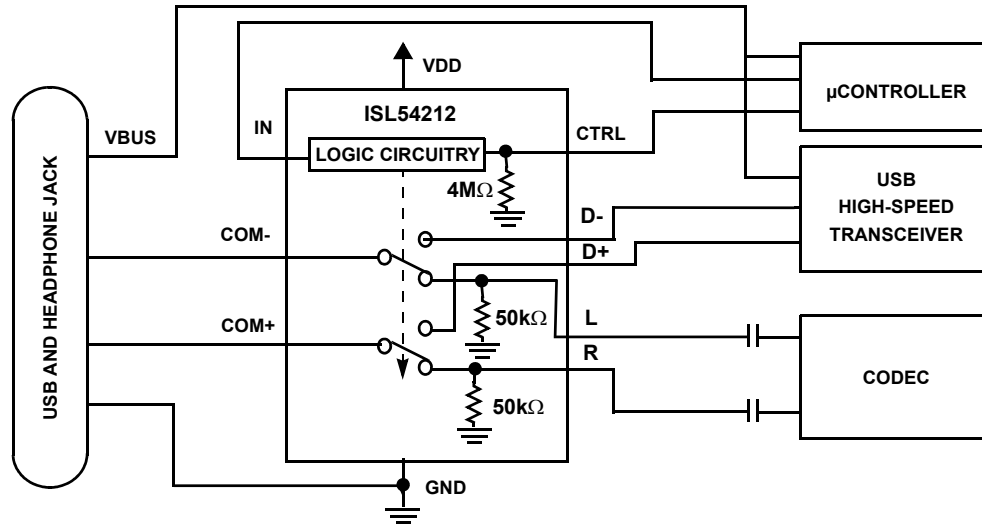 USB AND HEADPHONE JACK
VBUS
COM-
COM+
IN
VDD
ISL54212
LOGIC CIRCUITRY
4MΩ
CTRL
D-
D+
50kΩ
L
R
50kΩ
GND
µCONTROLLER
USB
HIGH-SPEED
TRANSCEIVER
CODEC